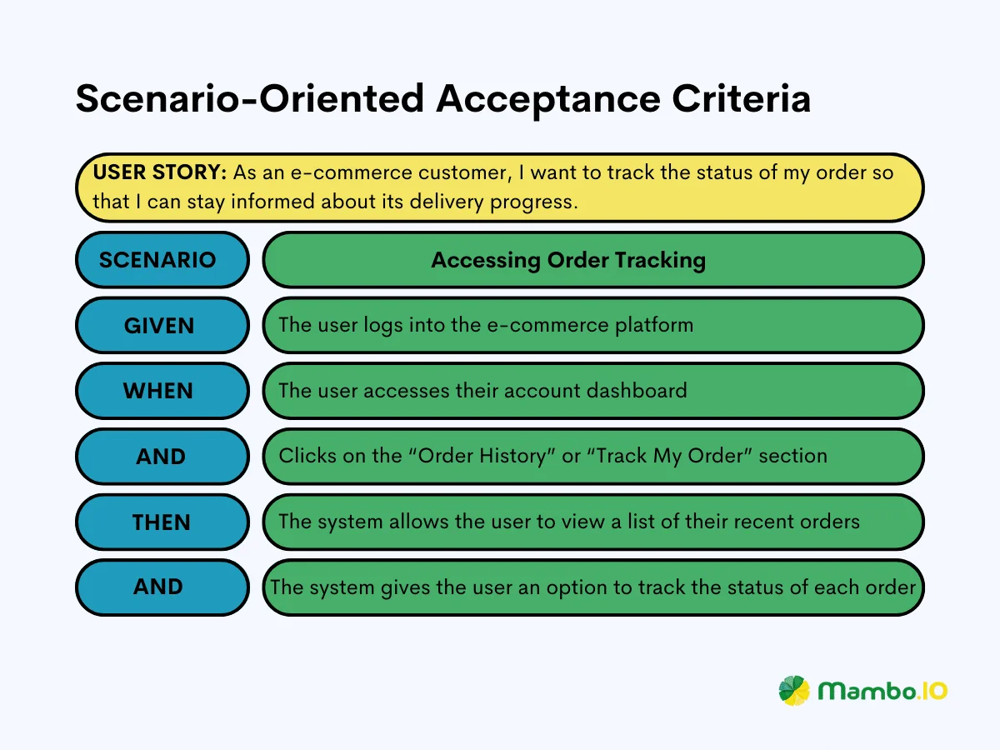 Scenario-Oriented Acceptance Criteria
USER STORY: As an e-commerce customer, I want to track the status of my order so
that I can stay informed about its delivery progress.
SCENARIO
Accessing Order Tracking
GIVEN
The user logs into the e-commerce platform
WHEN
The user accesses their account dashboard
AND
Clicks on the “Order History” or “Track My Order” section
THEN
The system allows the user to view a list of their recent orders
AND
The system gives the user an option to track the status of each order
Mambo.IO